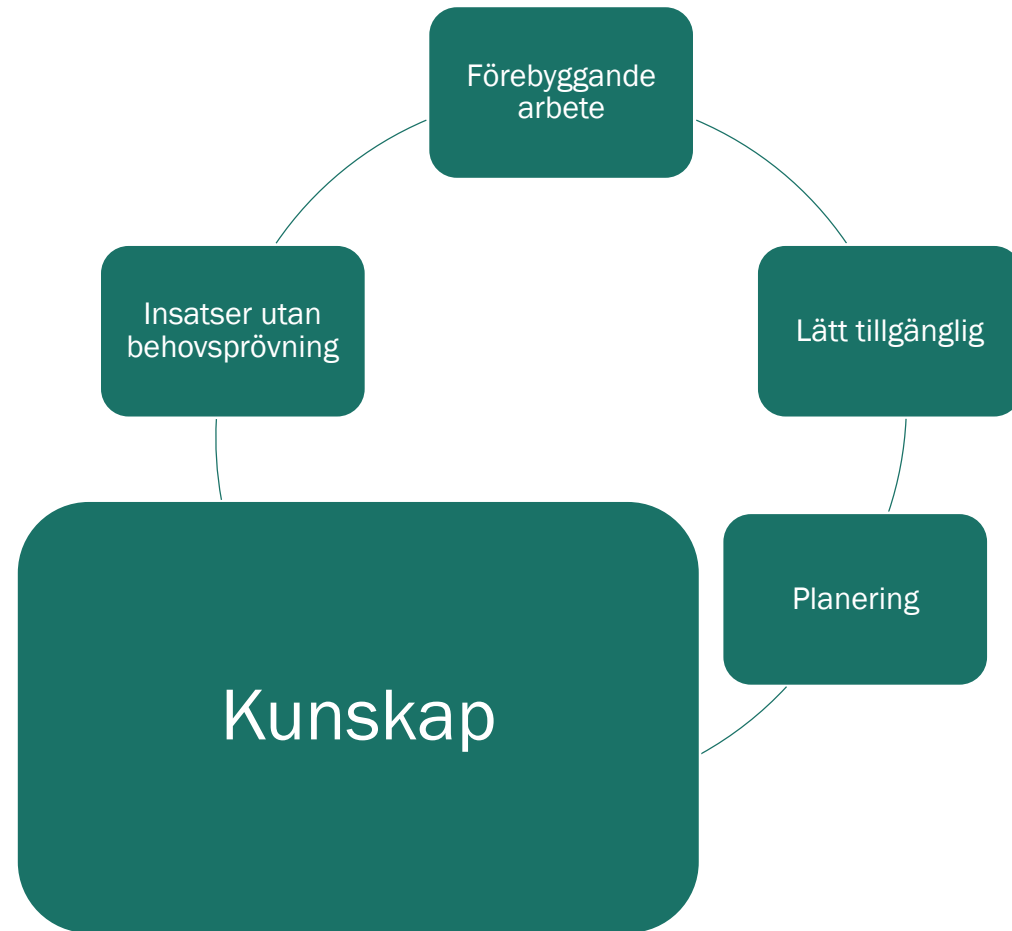 Förebyggande
arbete
Insatser utan
behovsprövning
Lätt tillgänglig
Planering
Kunskap